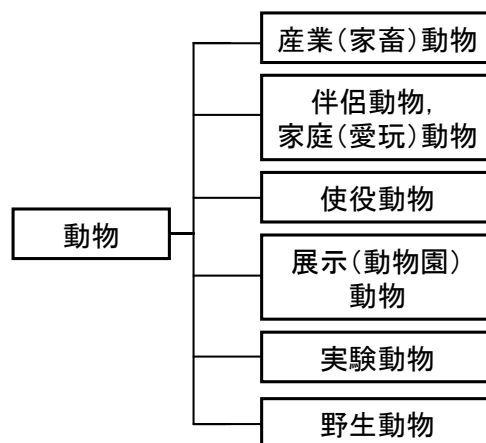 産業(家畜)動物
伴侶動物,
家庭(愛玩)動物
使役動物
動物
展示(動物園)
動物
実験動物
野生動物